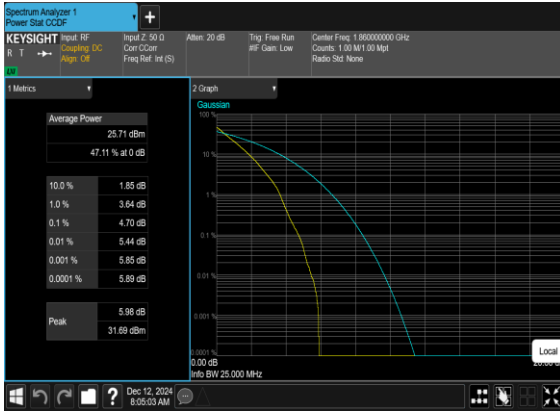 Spectrum Analyzer 1
Power Stat CCDF
KEYSIGHT
R T
LXI
Input: RF
Coupling: DC
Align: Off
Input Z: 50 Ω
Corr CCorr
Freq Ref: Int (S)
Atten: 20 dB
Trig: Free Run
#IF Gain: Low
Center Freq: 1.860000000 GHz
Counts: 1.00 M/1.00 Mpt
Radio Std: None
1 Metrics
Average Power
25.71 dBm
47.11 % at 0 dB
10.0 % 1.85 dB
1.0 % 3.64 dB
0.1 % 4.70 dB
0.01 % 5.44 dB
0.001 % 5.85 dB
0.0001 % 5.89 dB
Peak
5.98 dB
31.69 dBm
2 Graph
Gaussian
100 %
10 %
1 %
0.1 %
0.01 %
0.001 %
0.0001 %
0.00 dB
Info BW 25.000 MHz
Local
Dec 12, 2024
8:05:03 AM